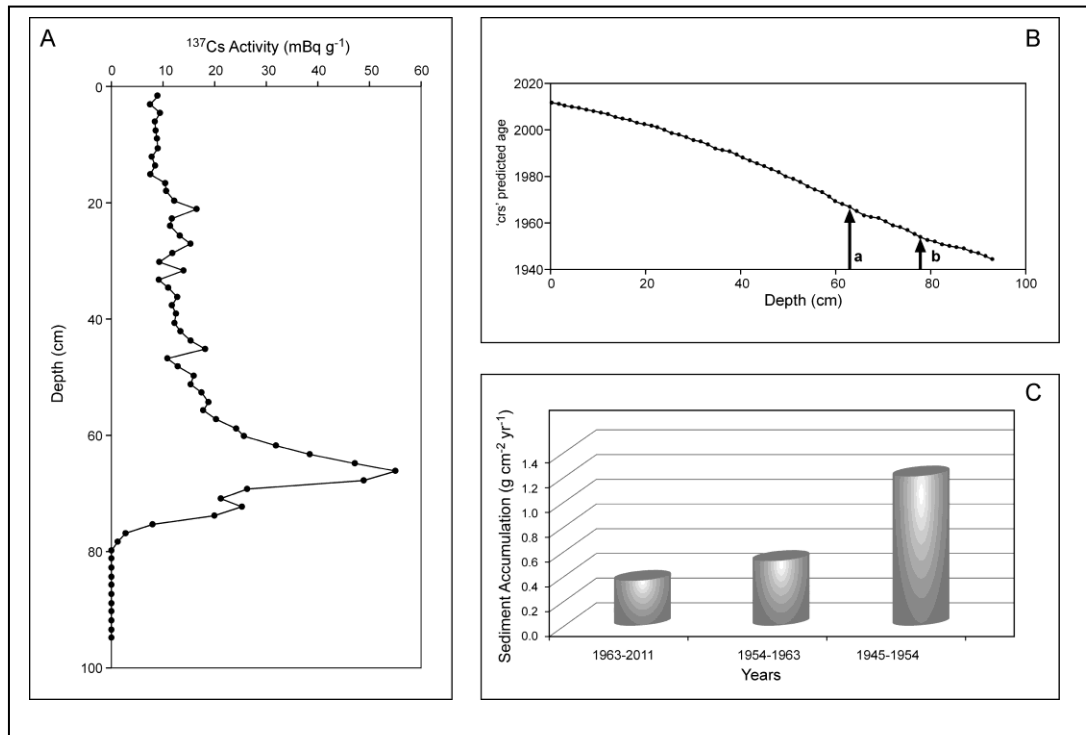 A
¹³⁷Cs Activity (mBq g⁻¹)
0 10 20 30 40 50 60
0
20
40
60
80
100
Depth (cm)
B
2020
2000
1980
1960
1940
'crs' predicted age
a
b
0 20 40 60 80 100
Depth (cm)
C
Sediment Accumulation (g cm⁻² yr⁻¹)
1.4
1.2
1.0
0.8
0.6
0.4
0.2
0.0
1963-2011 1954-1963 1945-1954
Years